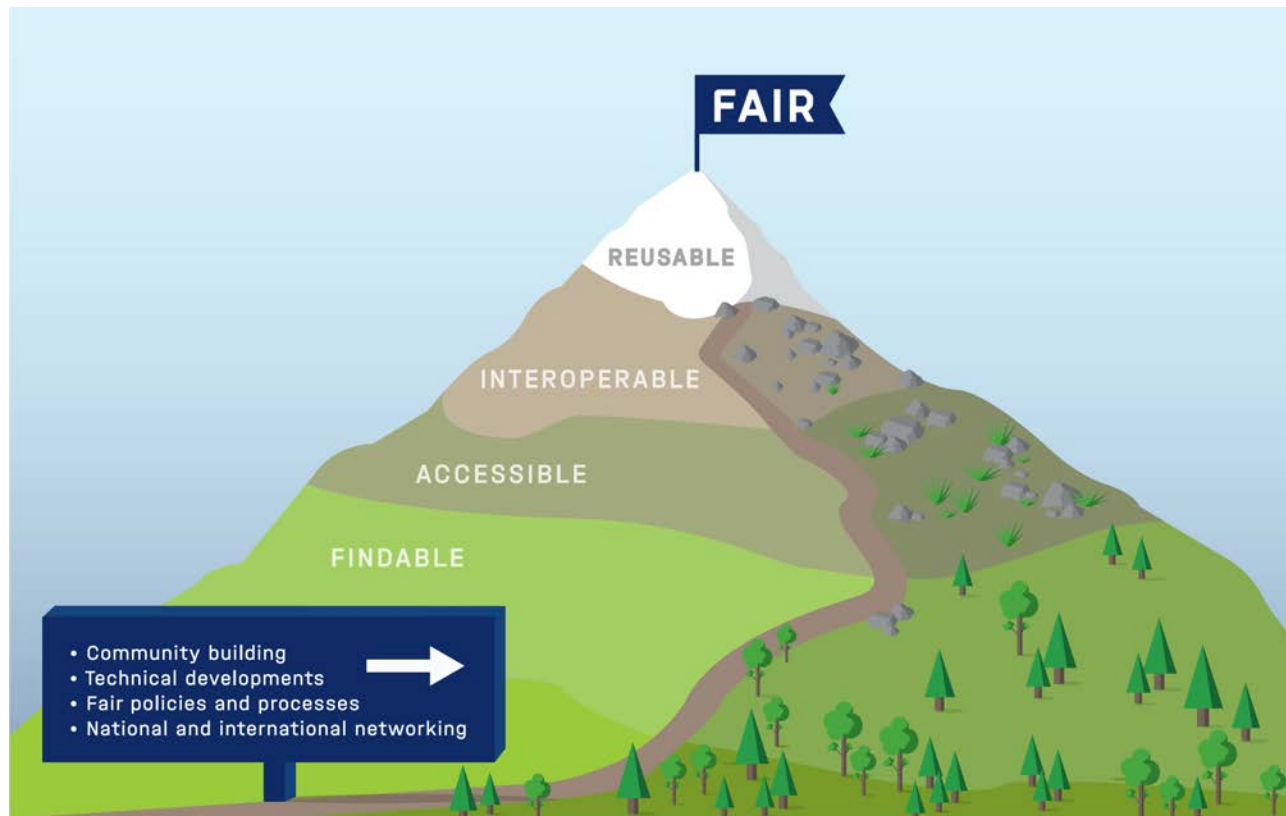 FAIR
REUSABLE
INTEROPERABLE
ACCESSIBLE
FINDABLE
• Community building
• Technical developments
• Fair policies and processes
• National and international networking